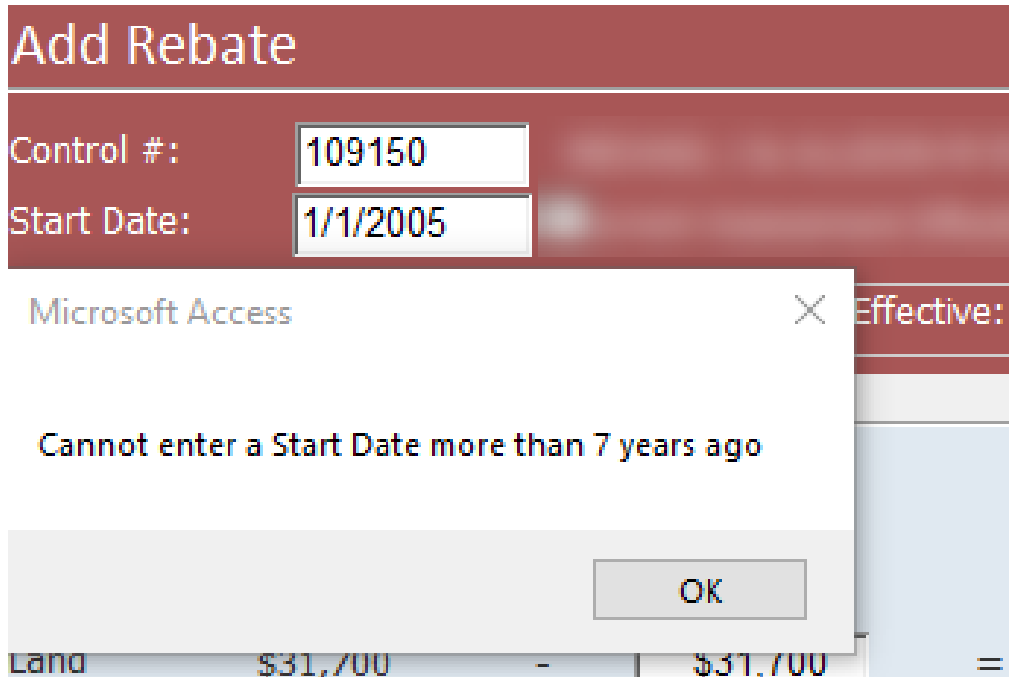 Add Rebate
Control #: 109150
Start Date: 1/1/2005
Microsoft Access
Effective:
Cannot enter a Start Date more than 7 years ago
OK
Land $31,700 - $31,700 =